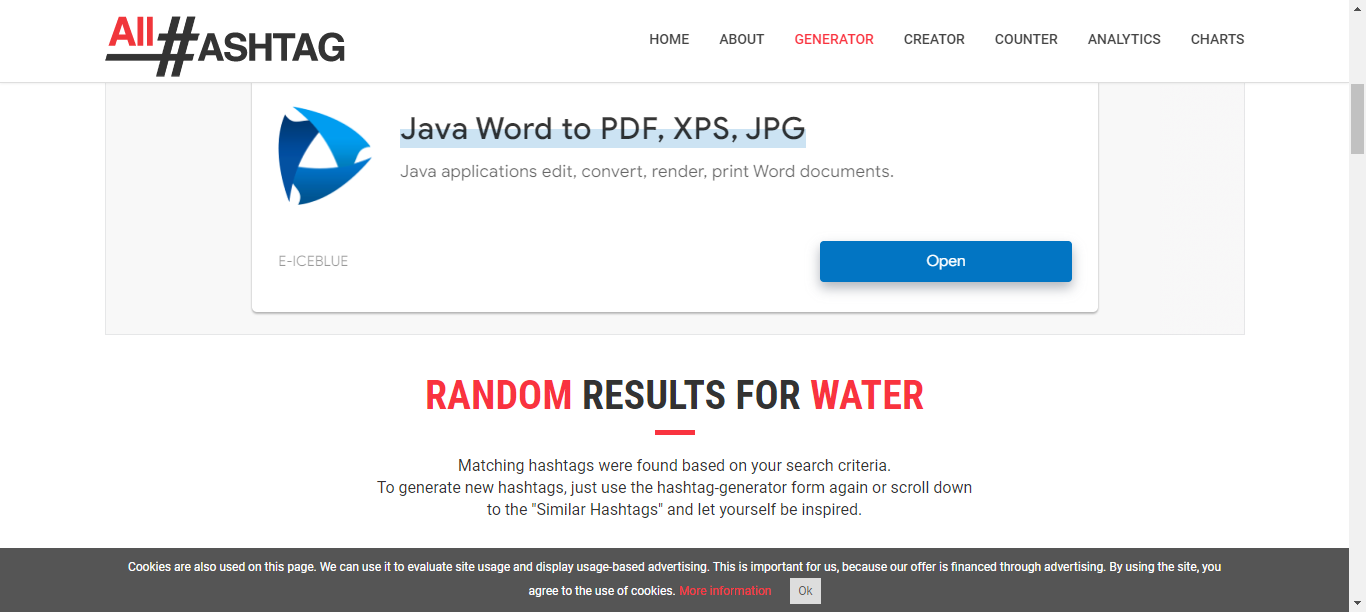 All#ASHTAG
HOME ABOUT GENERATOR CREATOR COUNTER ANALYTICS CHARTS
Java Word to PDF, XPS, JPG
Java applications edit, convert, render, print Word documents.
E-ICEBLUE
Open
RANDOM RESULTS FOR WATER
Matching hashtags were found based on your search criteria.
To generate new hashtags, just use the hashtag-generator form again or scroll down
to the "Similar Hashtags" and let yourself be inspired.
Cookies are also used on this page. We can use it to evaluate site usage and display usage-based advertising. This is important for us, because our offer is financed through advertising. By using the site, you
agree to the use of cookies. More information Ok